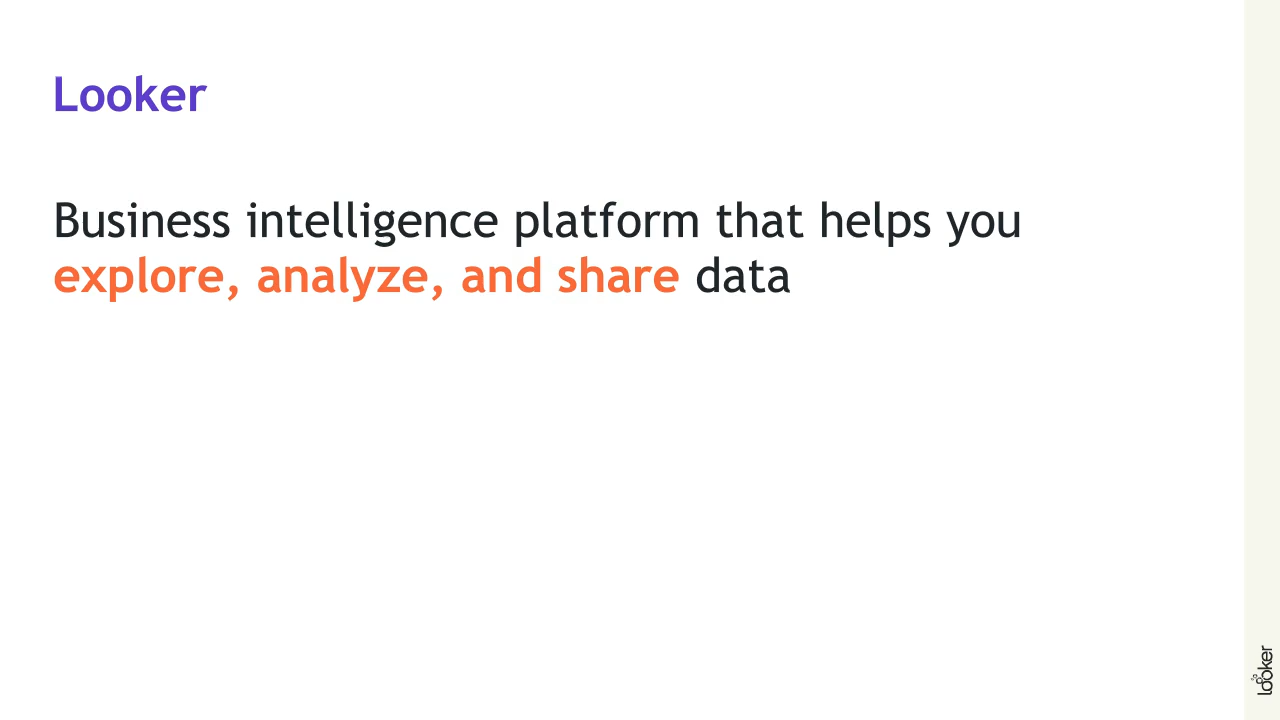 Looker
Business intelligence platform that helps you
explore, analyze, and share data
looker